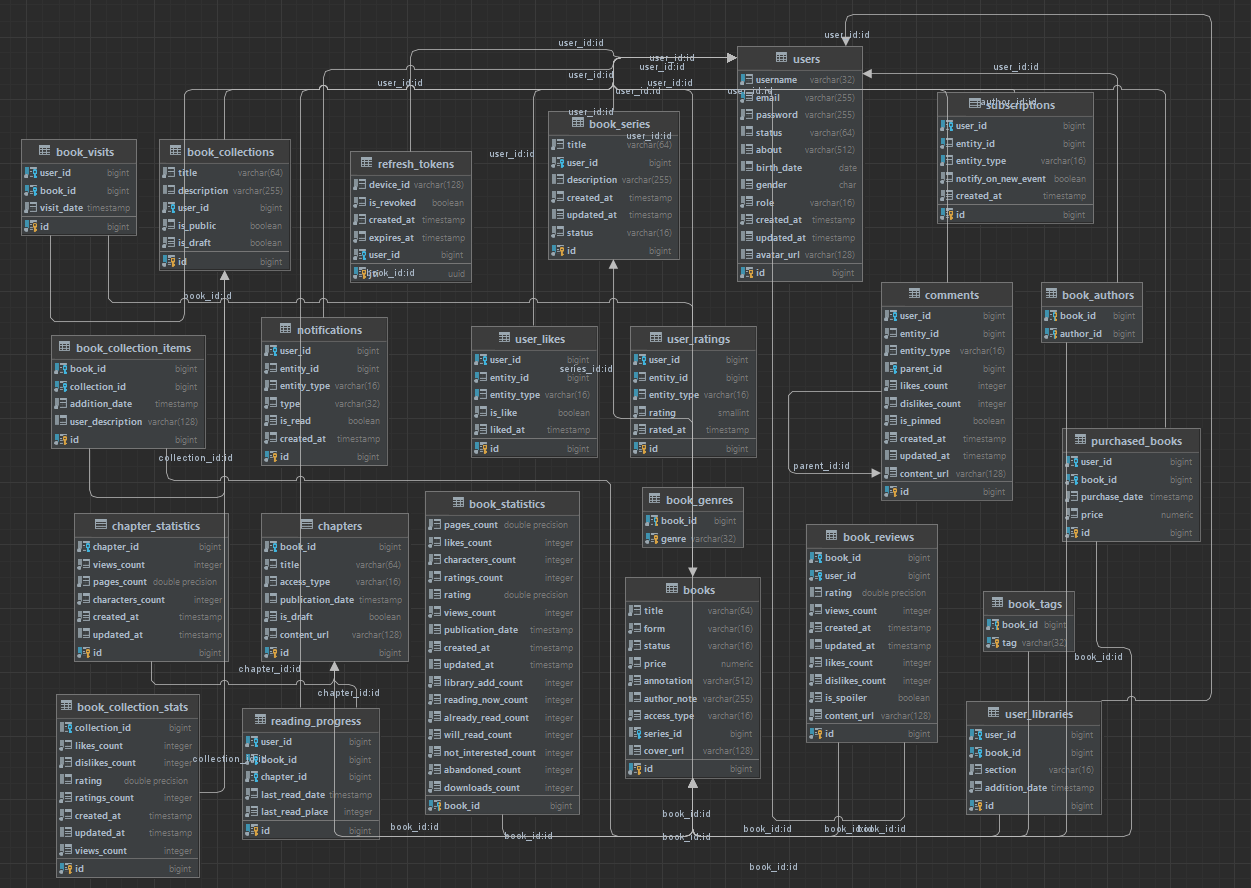 users
username varchar(32)
email varchar(255)
password varchar(255)
status varchar(64)
about varchar(512)
birth_date date
gender char
role varchar(16)
created_at timestamp
updated_at timestamp
avatar_url varchar(128)
id bigint
subscriptions
user_id bigint
entity_id bigint
entity_type varchar(16)
notify_on_new_event boolean
created_at timestamp
id bigint
book_series
title varchar(64)
user_id bigint
description varchar(255)
created_at timestamp
updated_at timestamp
status varchar(16)
id bigint
book_visits
user_id bigint
book_id bigint
visit_date timestamp
id bigint
book_collections
title varchar(64)
description varchar(255)
user_id bigint
is_public boolean
is_draft boolean
id bigint
refresh_tokens
device_id varchar(128)
is_revoked boolean
created_at timestamp
expires_at timestamp
user_id bigint
uuid
comments
user_id bigint
entity_id bigint
entity_type varchar(16)
parent_id bigint
likes_count integer
dislikes_count integer
is_pinned boolean
created_at timestamp
updated_at timestamp
content_url varchar(128)
id bigint
book_authors
book_id bigint
author_id bigint
book_collection_items
book_id bigint
collection_id bigint
addition_date timestamp
user_description varchar(128)
id bigint
notifications
user_id bigint
entity_id bigint
entity_type varchar(16)
type varchar(32)
is_read boolean
created_at timestamp
id bigint
user_likes
user_id bigint
entity_id bigint
entity_type varchar(16)
is_like boolean
liked_at timestamp
id bigint
user_ratings
user_id bigint
entity_id bigint
entity_type varchar(16)
rating smallint
rated_at timestamp
id bigint
purchased_books
user_id bigint
book_id bigint
purchase_date timestamp
price numeric
id bigint
chapter_statistics
chapter_id bigint
views_count integer
pages_count double precision
characters_count integer
created_at timestamp
updated_at timestamp
id bigint
chapters
book_id bigint
title varchar(64)
access_type varchar(16)
publication_date timestamp
is_draft boolean
content_url varchar(128)
id bigint
book_statistics
pages_count double precision
likes_count integer
characters_count integer
ratings_count integer
rating double precision
views_count integer
publication_date timestamp
created_at timestamp
updated_at timestamp
library_add_count integer
reading_now_count integer
already_read_count integer
will_read_count integer
not_interested_count integer
abandoned_count integer
downloads_count integer
book_id bigint
book_genres
book_id bigint
genre varchar(32)
books
title varchar(64)
form varchar(16)
status varchar(16)
price numeric
annotation varchar(512)
author_note varchar(255)
access_type varchar(16)
series_id bigint
cover_url varchar(128)
id bigint
book_reviews
book_id bigint
user_id bigint
rating double precision
views_count integer
created_at timestamp
updated_at timestamp
likes_count integer
dislikes_count integer
is_spoiler boolean
content_url varchar(128)
id bigint
book_tags
book_id bigint
tag varchar(32)
book_collection_stats
collection_id bigint
likes_count integer
dislikes_count integer
rating double precision
ratings_count integer
created_at timestamp
updated_at timestamp
views_count integer
id bigint
reading_progress
user_id bigint
book_id bigint
chapter_id bigint
last_read_date timestamp
last_read_place integer
id bigint
user_libraries
user_id bigint
book_id bigint
section varchar(16)
addition_date timestamp
id bigint
user_id:id
user_id:id
user_id:id
user_id:id
user_id:id
user_id:id
user_id:id
user_id:id
user_id:id
user_id:id
user_id:id
user_id:id
user_id:id
author_id:id
book_id:id
book_id:id
series_id:id
collection_id:id
parent_id:id
chapter_id:id
chapter_id:id
book_id:id
collection_id:id
book_id:id
book_id:id
book_id:id
book_id:id
book_id:id
book_id:id
book_id:id
book_id:id